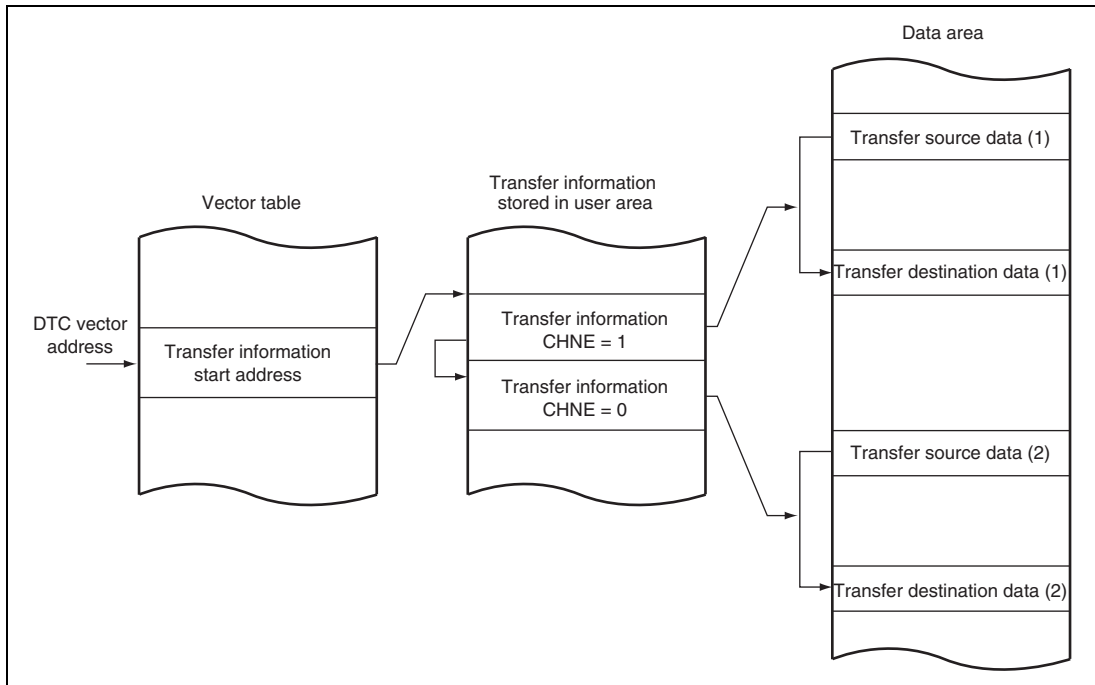 Data area
Transfer source data (1)
Transfer information
stored in user area
Vector table
Transfer destination data (1)
DTC vector
address
Transfer information
start address
Transfer information
CHNE = 1
Transfer information
CHNE = 0
Transfer source data (2)
Transfer destination data (2)